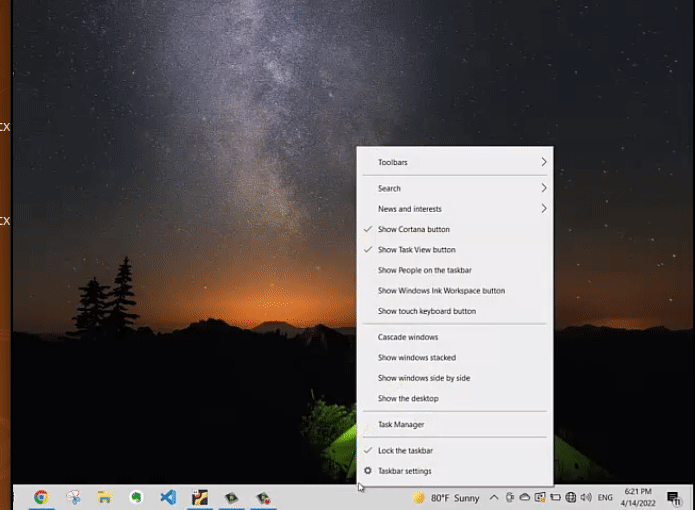 CX
CX
Toolbars
Search
News and interests
Show Cortana button
Show Task View button
Show People on the taskbar
Show Windows Ink Workspace button
Show touch keyboard button
Cascade windows
Show windows stacked
Show windows side by side
Show the desktop
Task Manager
Lock the taskbar
Taskbar settings
80°F Sunny
ENG
6:21 PM
4/14/2022